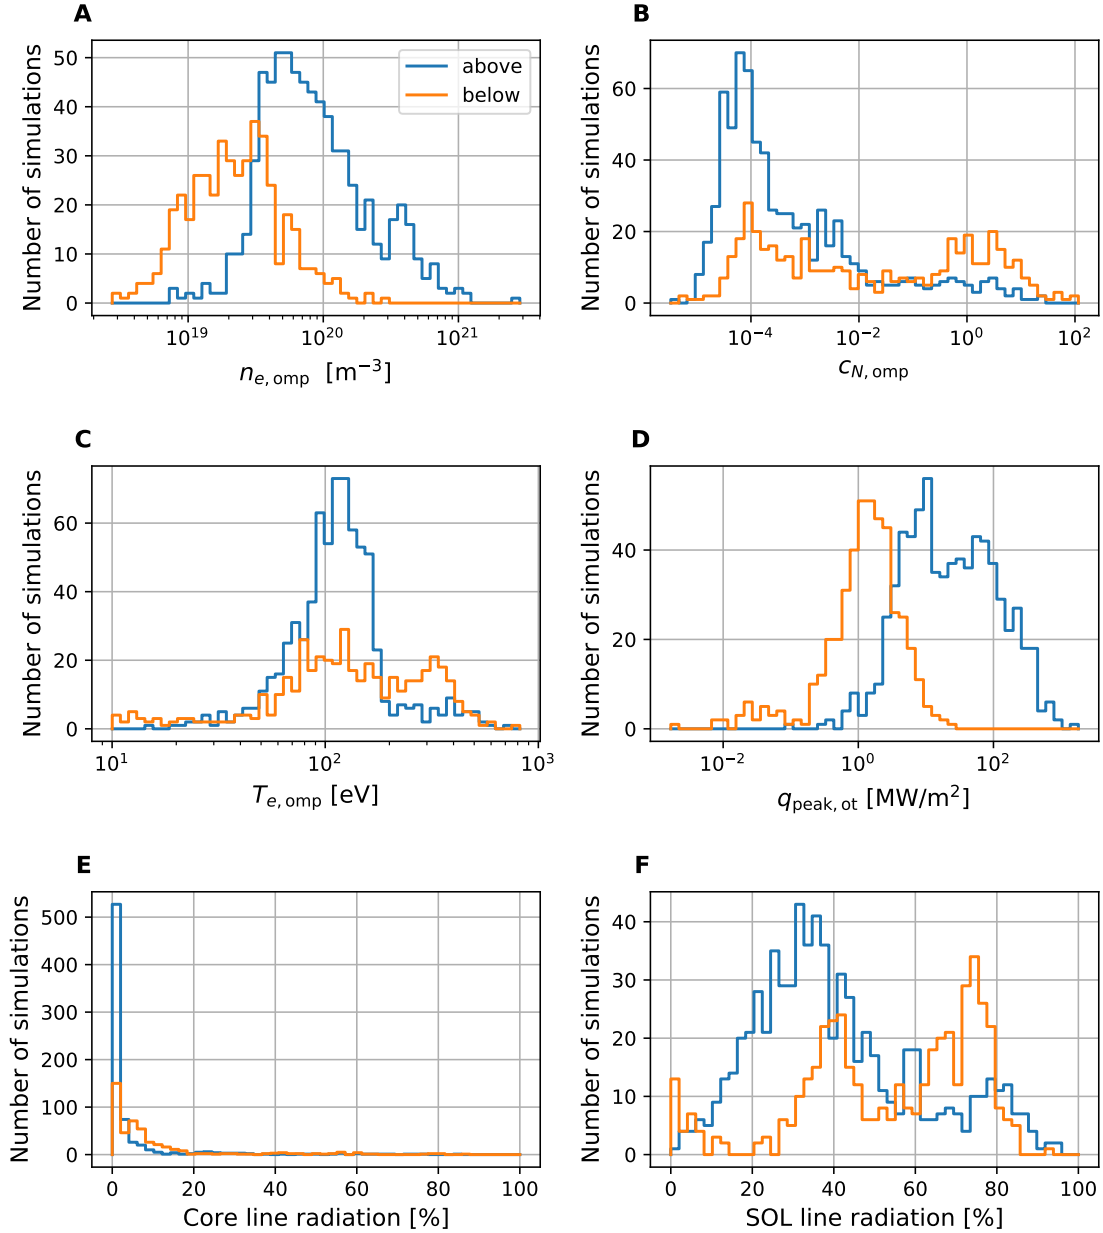 A
Number of simulations
50
40
30
20
10
0
above
below
10^19
10^20
10^21
n_e, omp [m^−3]
B
Number of simulations
60
40
20
0
10^−4
10^−2
10^0
10^2
c_N, omp
C
Number of simulations
60
40
20
0
10^1
10^2
10^3
T_e, omp [eV]
D
Number of simulations
40
20
0
10^−2
10^0
10^2
q_peak, ot [MW/m^2]
E
Number of simulations
500
400
300
200
100
0
0
20
40
60
80
100
Core line radiation [%]
F
Number of simulations
40
30
20
10
0
0
20
40
60
80
100
SOL line radiation [%]